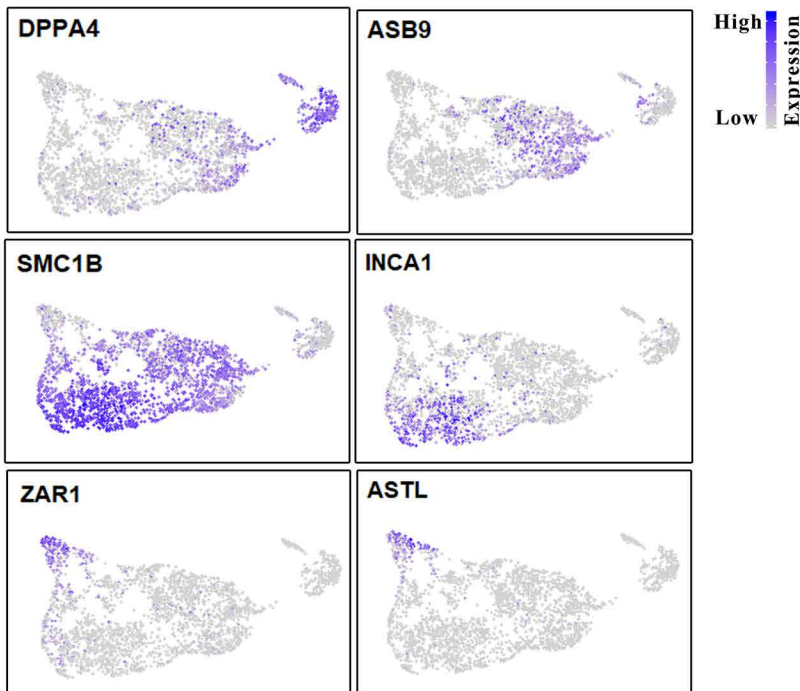 DPPA4
ASB9
High
Low
Expression
SMC1B
INCA1
ZAR1
ASTL